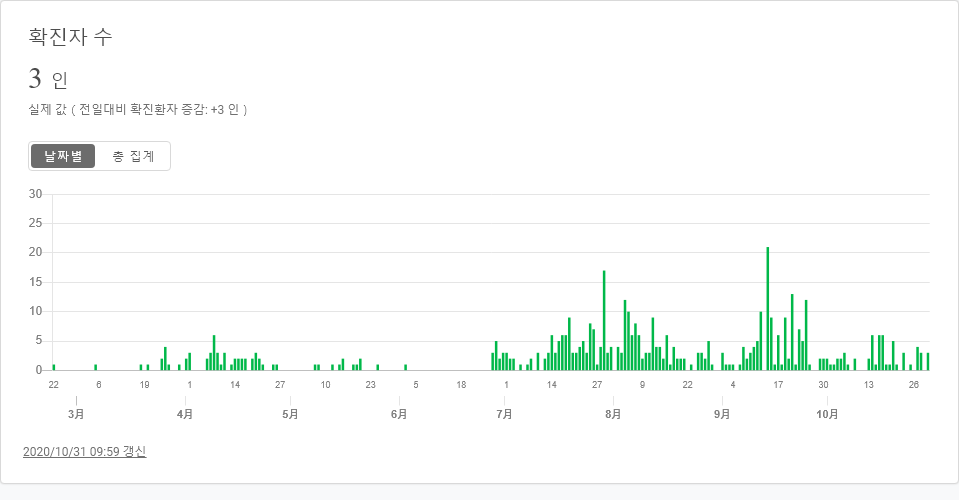 확진자 수
3 인
실제 값 ( 전일대비 확진환자 증감: +3 인 )
날짜별 총 집계
30
25
20
15
10
5
0
22 6 19 1 14 27 10 23 5 18 1 14 27 9 22 4 17 30 13 26
3月 4月 5月 6月 7月 8月 9月 10月
2020/10/31 09:59 갱신